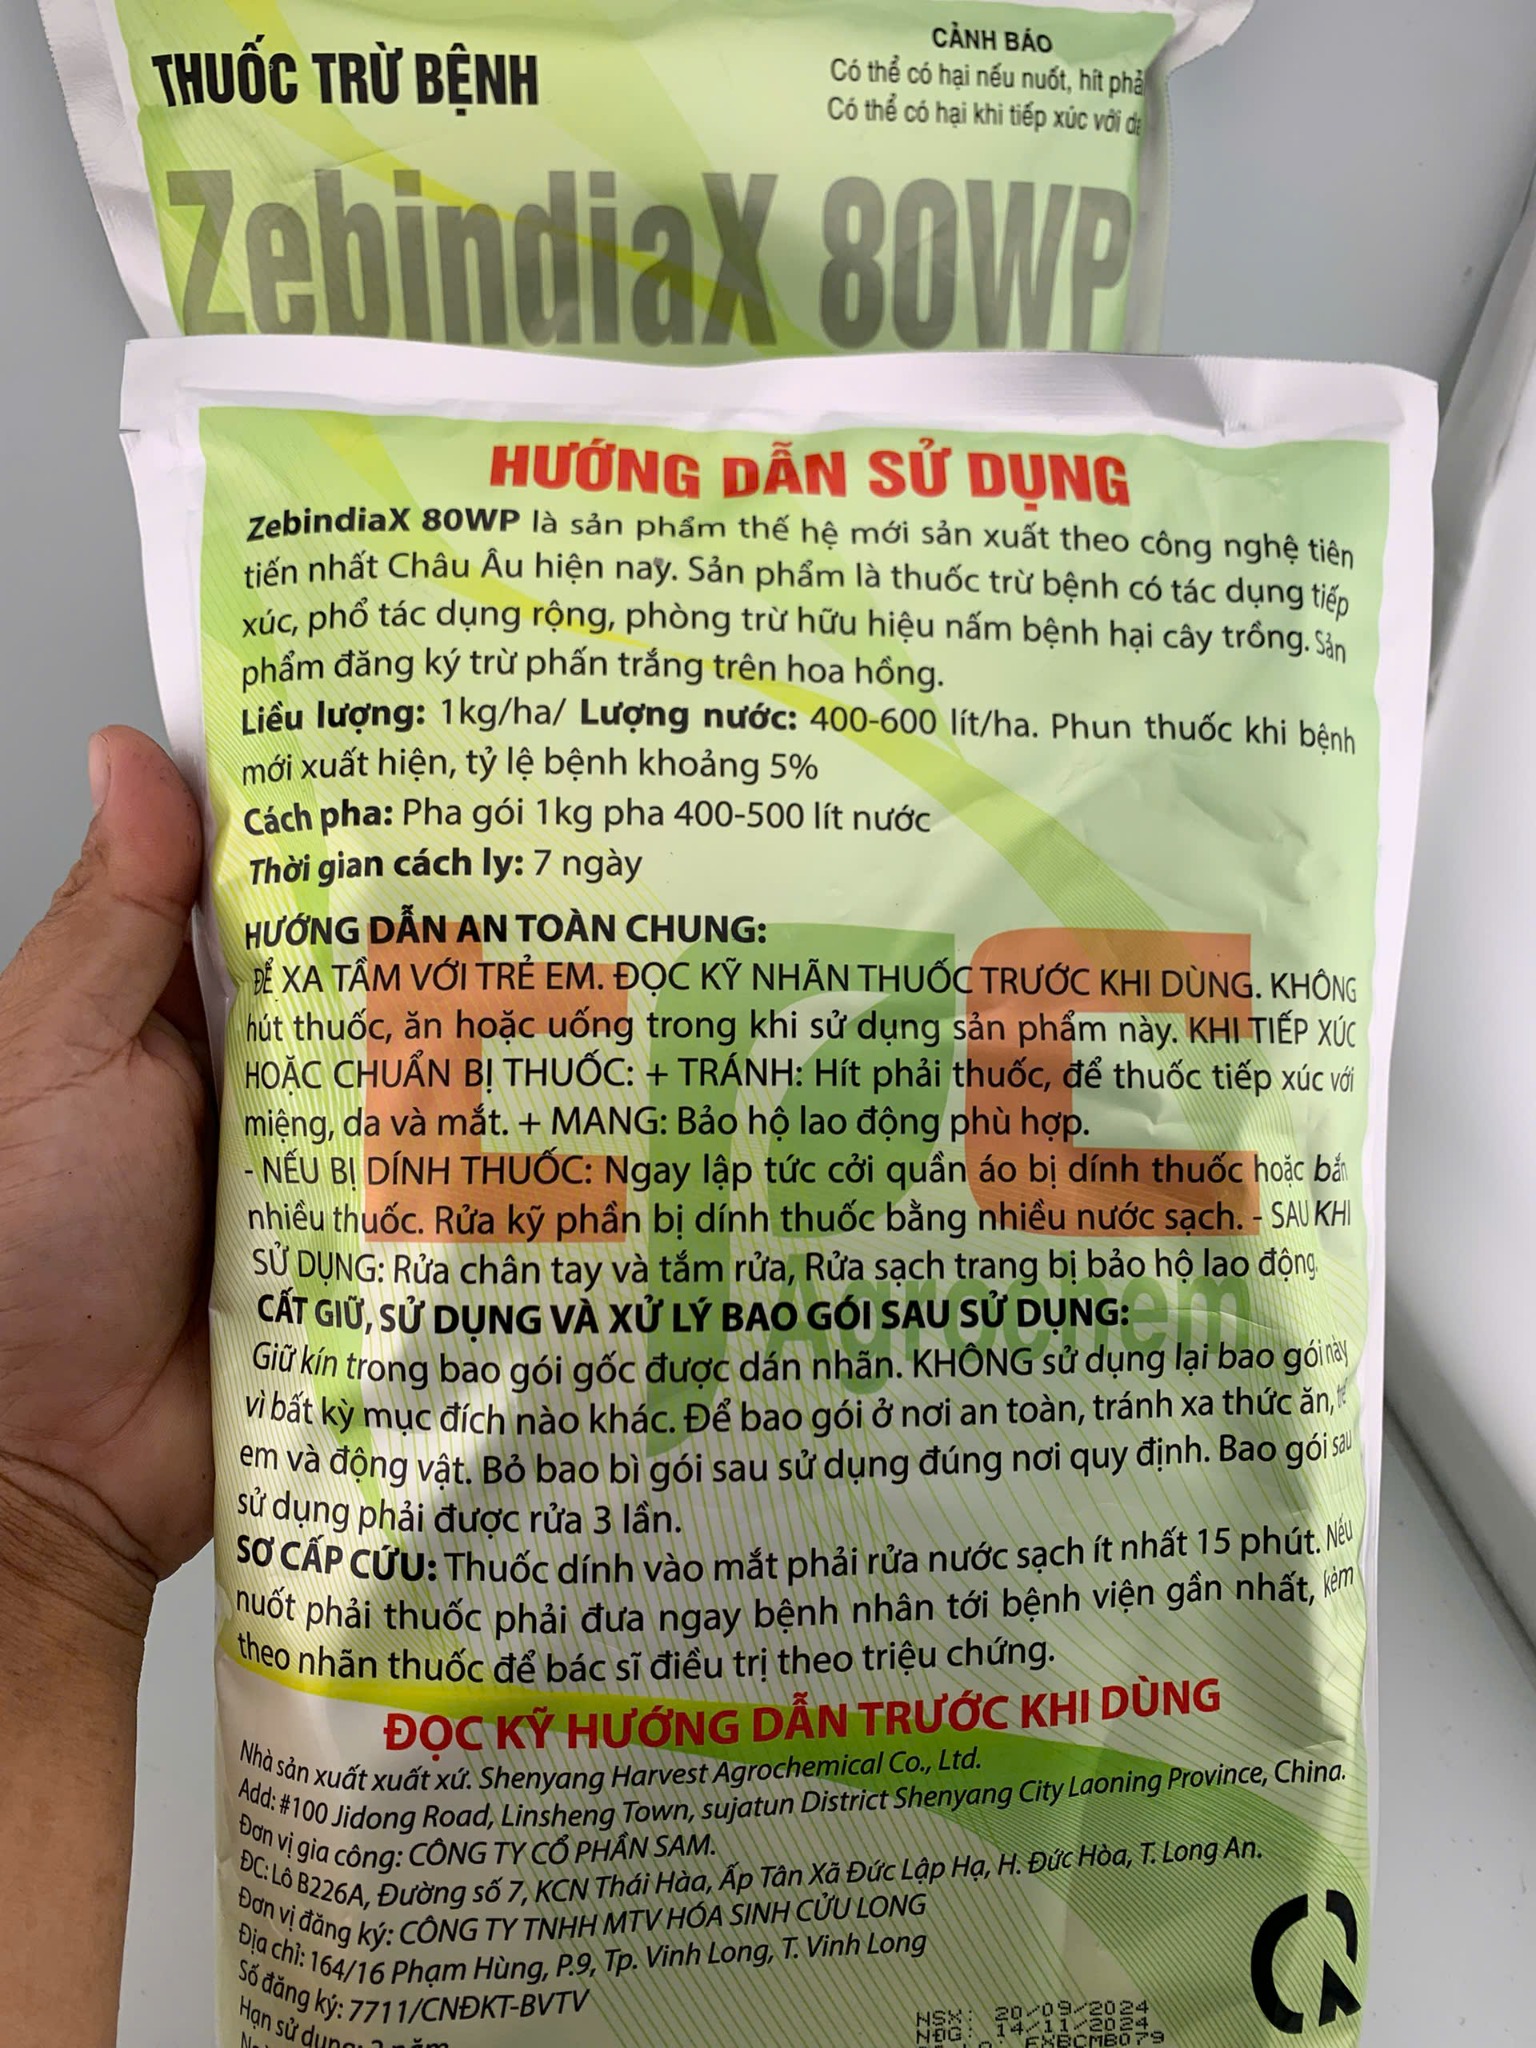 THUỐC TRỪ BỆNH
CẢNH BÁO
Có thể có hại nếu nuốt, hít phả
Có thể có hại khi tiếp xúc với
ZebindiaX 80WP
HƯỚNG DẪN SỬ DỤNG
ZebindiaX 80WP là sản phẩm thế hệ mới sản xuất theo công nghệ tiên
tiến nhất Châu Âu hiện nay. Sản phẩm là thuốc trừ bệnh có tác dụng tiếp
xúc, phổ tác dụng rộng, phòng trừ hữu hiệu nấm bệnh hại cây trồng. Sản
phẩm đăng ký trừ phấn trắng trên hoa hồng.
Liều lượng: 1kg/ha/ Lượng nước: 400-600 lít/ha. Phun thuốc khi bệnh
mới xuất hiện, tỷ lệ bệnh khoảng 5%
Cách pha: Pha gói 1kg pha 400-500 lít nước
Thời gian cách ly: 7 ngày
HƯỚNG DẪN AN TOÀN CHUNG:
ĐỂ XA TẦM VỚI TRẺ EM. ĐỌC KỸ NHÃN THUỐC TRƯỚC KHI DÙNG. KHÔNG
hút thuốc, ăn hoặc uống trong khi sử dụng sản phẩm này. KHI TIẾP XÚC
HOẶC CHUẨN BỊ THUỐC: + TRÁNH: Hít phải thuốc, để thuốc tiếp xúc với
miệng, da và mắt. + MANG: Bảo hộ lao động phù hợp.
- NẾU BỊ DÍNH THUỐC: Ngay lập tức cởi quần áo bị dính thuốc hoặc bắn
nhiều thuốc. Rửa kỹ phần bị dính thuốc bằng nhiều nước sạch. - SAU KHI
SỬ DỤNG: Rửa chân tay và tắm rửa, Rửa sạch trang bị bảo hộ lao động.
Agrochem
CẤT GIỮ, SỬ DỤNG VÀ XỬ LÝ BAO GÓI SAU SỬ DỤNG:
Giữ kín trong bao gói gốc được dán nhãn. KHÔNG sử dụng lại bao gói này
vì bất kỳ mục đích nào khác. Để bao gói ở nơi an toàn, tránh xa thức ăn,
em và động vật. Bỏ bao bì gói sau sử dụng đúng nơi quy định. Bao gói sau
sử dụng phải được rửa 3 lần.
SƠ CẤP CỨU: Thuốc dính vào mắt phải rửa nước sạch ít nhất 15 phút. Nếu
nuốt phải thuốc phải đưa ngay bệnh nhân tới bệnh viện gần nhất, kèm
theo nhãn thuốc để bác sĩ điều trị theo triệu chứng.
ĐỌC KỸ HƯỚNG DẪN TRƯỚC KHI DÙNG
Nhà sản xuất xuất xứ. Shenyang Harvest Agrochemical Co., Ltd.
Add: #100 Jidong Road, Linsheng Town, sujatun District Shenyang City Laoning Province, China.
Đơn vị gia công: CÔNG TY CỔ PHẦN SAM.
ĐC: Lô B226A, Đường số 7, KCN Thái Hàa, Ấp Tân Xã Đức Lập Hạ, H. Đức Hòa, T. Long An.
Đơn vị đăng ký: CÔNG TY TNHH MTV HÓA SINH CỬU LONG
Địa chỉ: 164/16 Phạm Hùng, P.9, Tp. Vĩnh Long, T. Vĩnh Long
Số đăng ký: 7711/CNĐKT-BVTV
Hạn sử dụng: 2 năm
NSX: 20/09/2024
NĐG: 14/11/2024